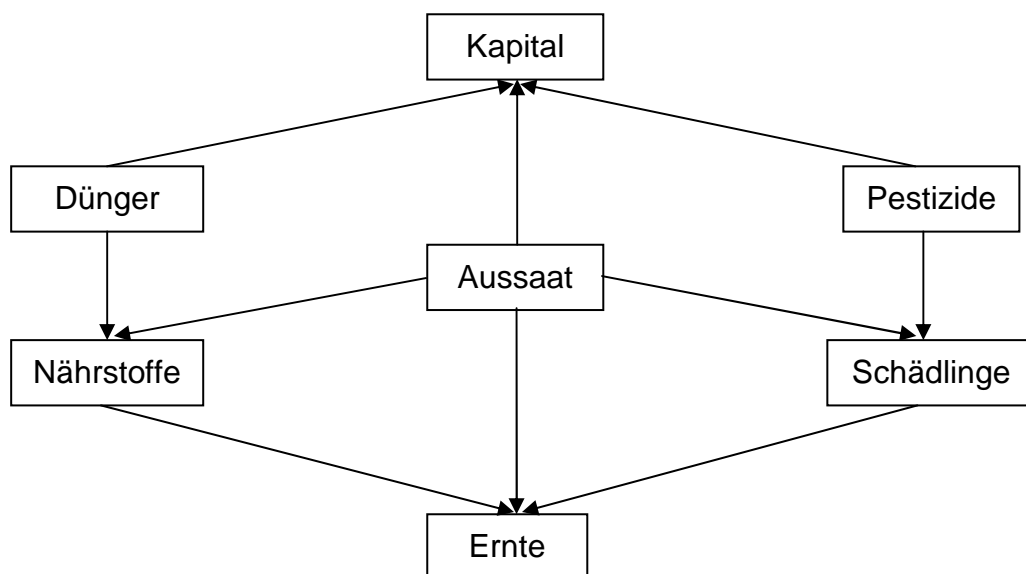 Kapital
Dünger
Pestizide
Aussaat
Nährstoffe
Schädlinge
Ernte